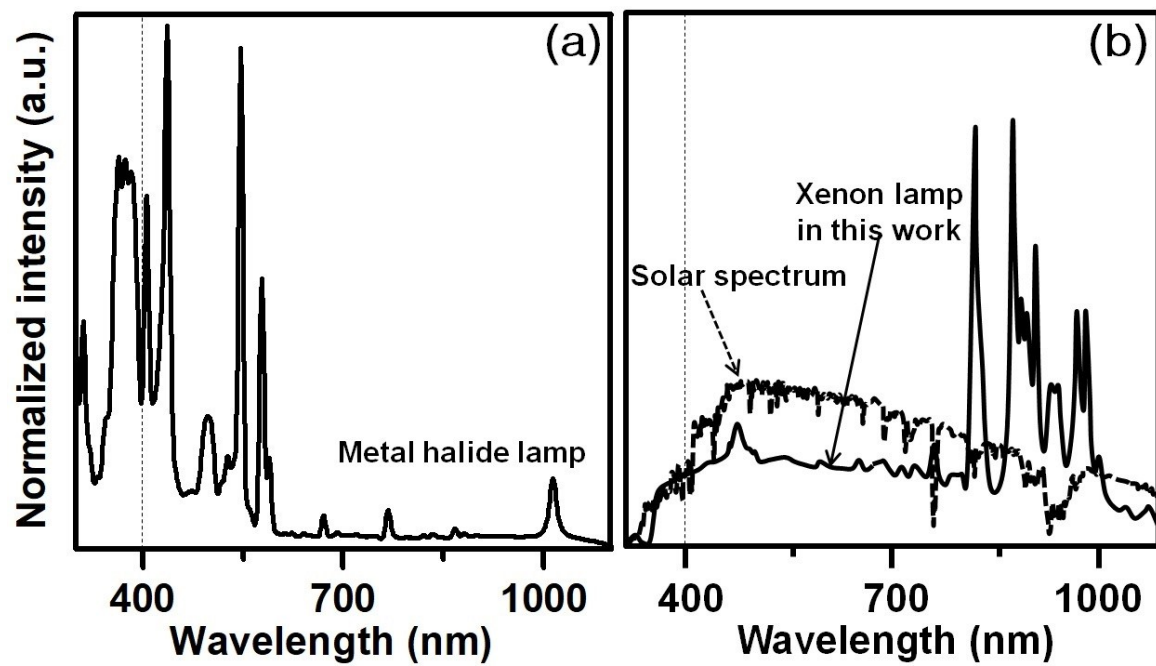 Normalized intensity (a.u.)
(a)
Metal halide lamp
400
700
1000
Wavelength (nm)
(b)
Xenon lamp
in this work
Solar spectrum
400
700
1000
Wavelength (nm)